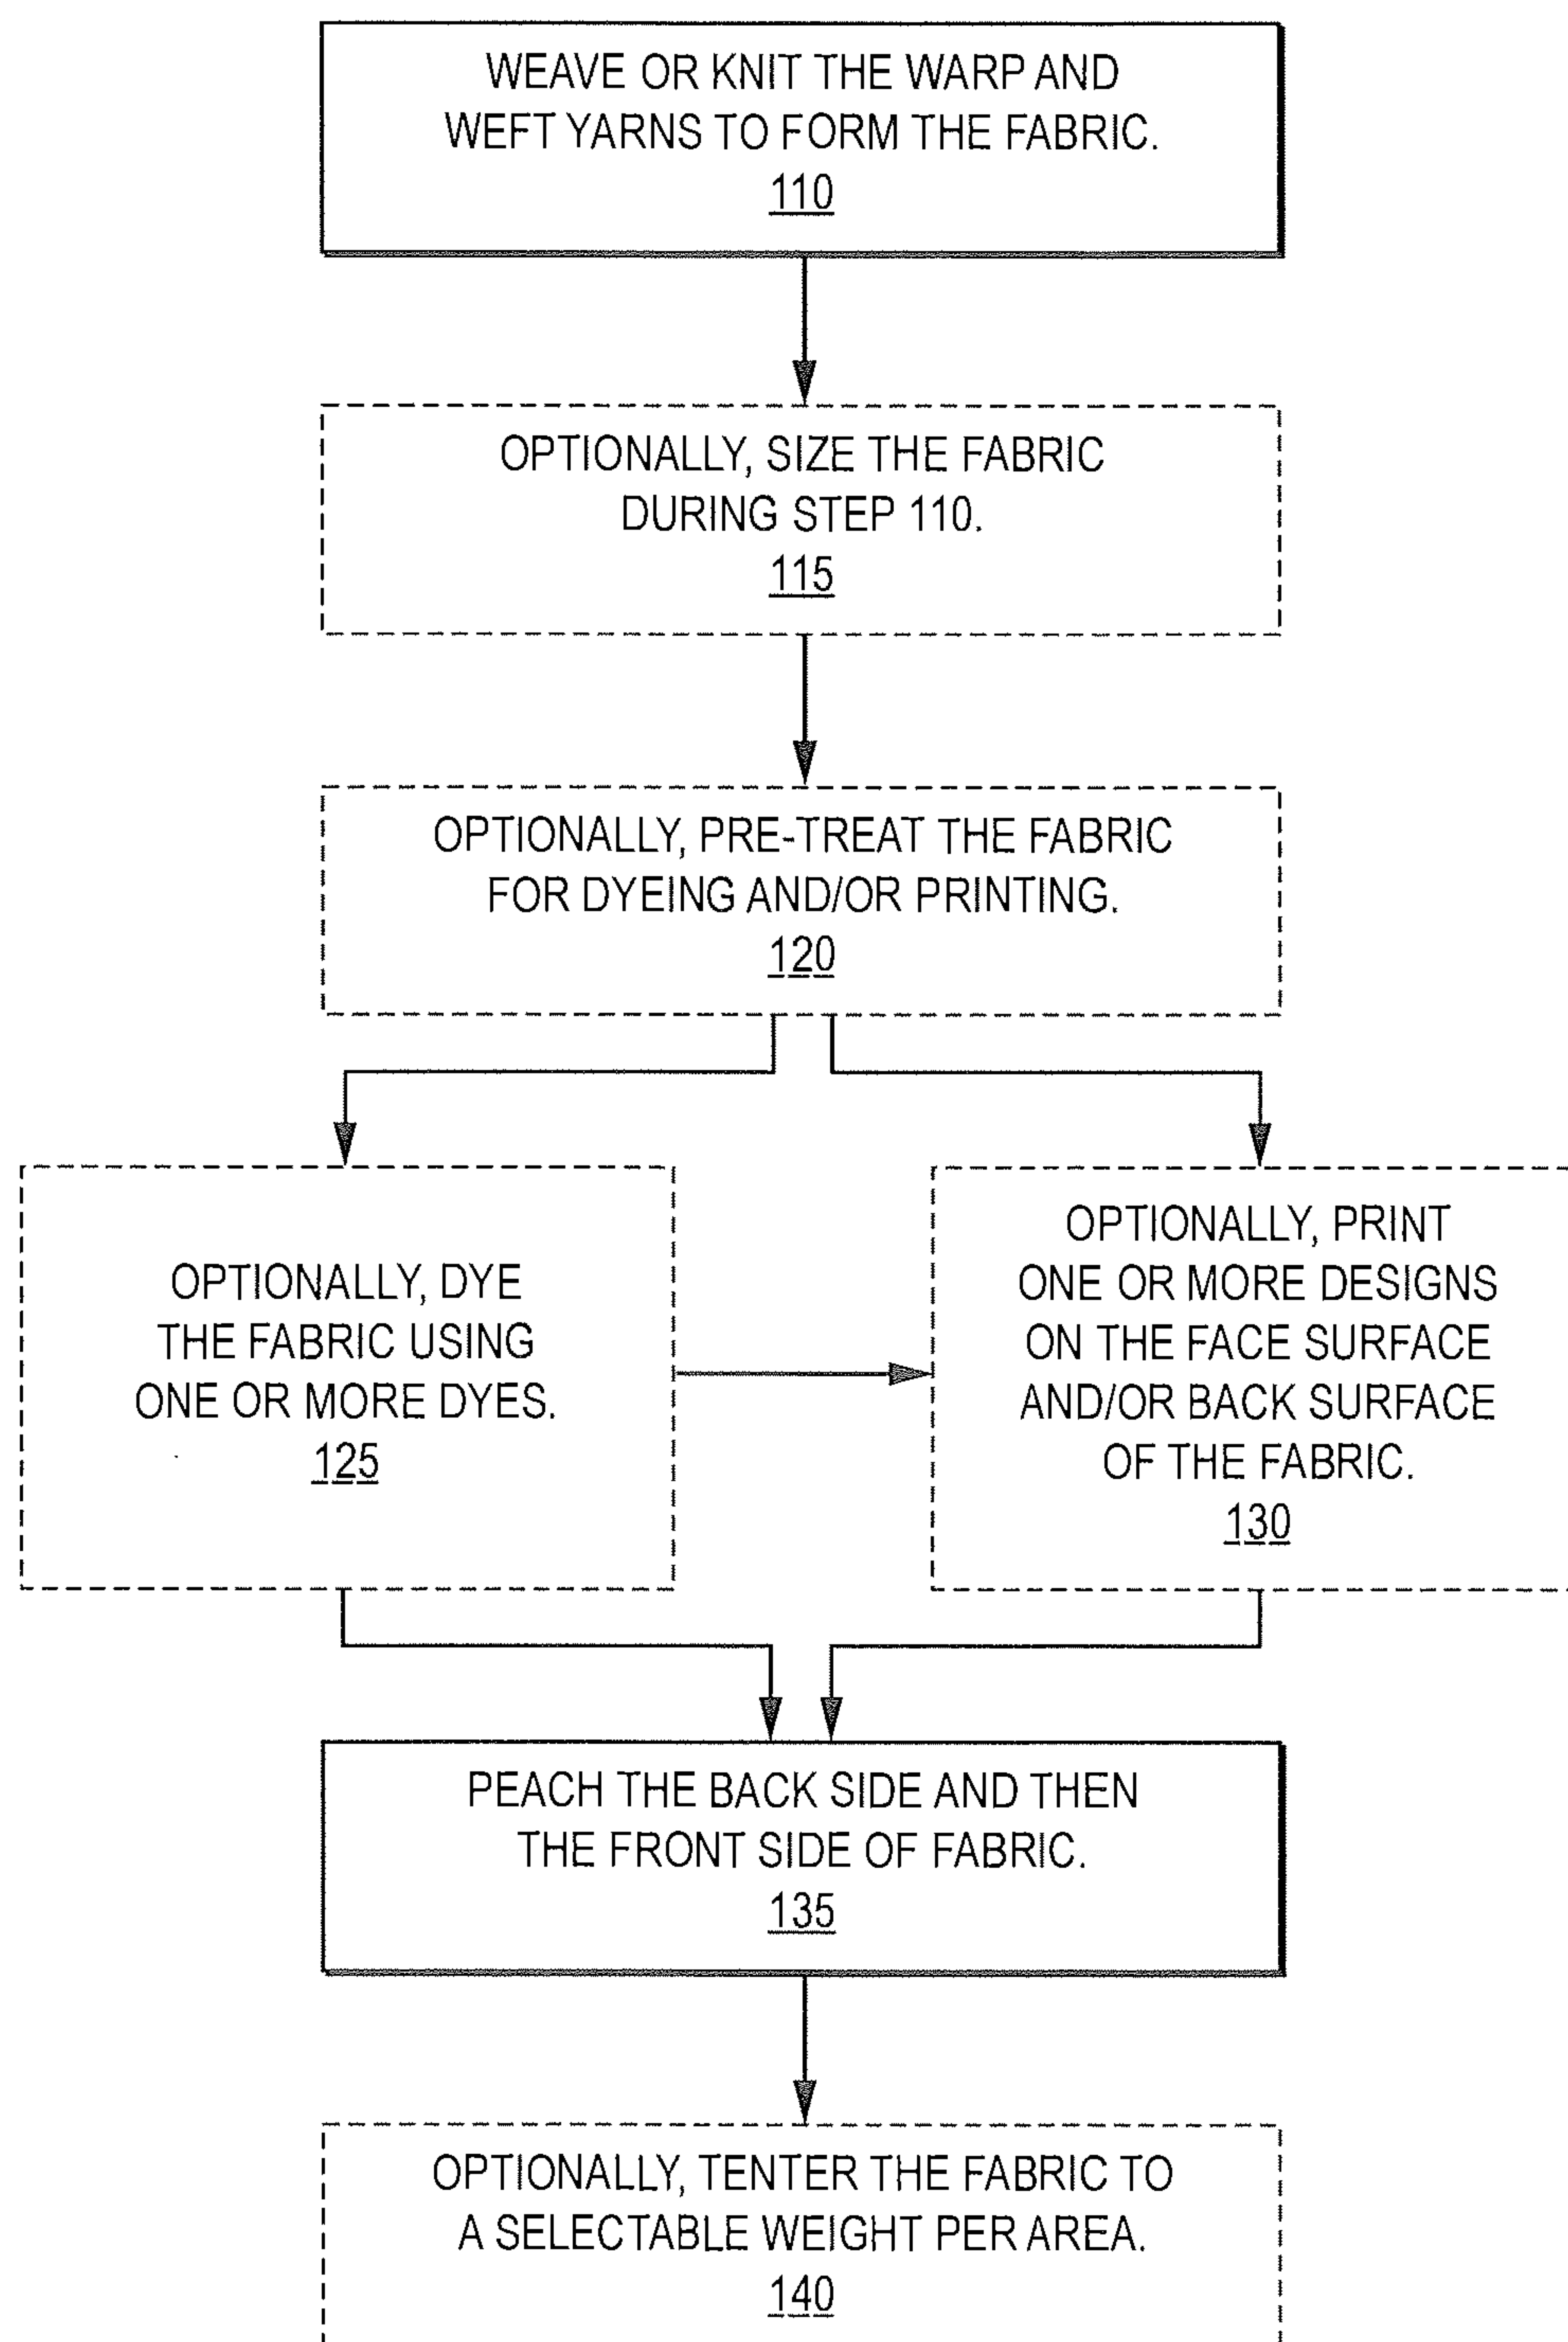 WEAVE OR KNIT THE WARP AND
WEFT YARNS TO FORM THE FABRIC.
110
OPTIONALLY, SIZE THE FABRIC
DURING STEP 110.
115
OPTIONALLY, PRE-TREAT THE FABRIC
FOR DYEING AND/OR PRINTING.
120
OPTIONALLY, DYE
THE FABRIC USING
ONE OR MORE DYES.
125
OPTIONALLY, PRINT
ONE OR MORE DESIGNS
ON THE FACE SURFACE
AND/OR BACK SURFACE
OF THE FABRIC.
130
PEACH THE BACK SIDE AND THEN
THE FRONT SIDE OF FABRIC.
135
OPTIONALLY, TENTER THE FABRIC TO
A SELECTABLE WEIGHT PER AREA.
140